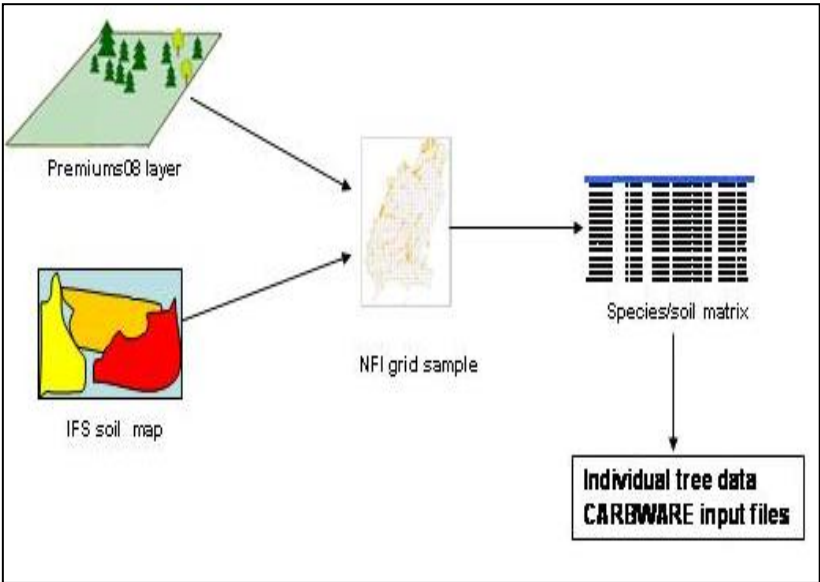 Premiums08 layer
IFS soil map
NFI grid sample
Species/soil matrix
Individual tree data
CARBWARE input files